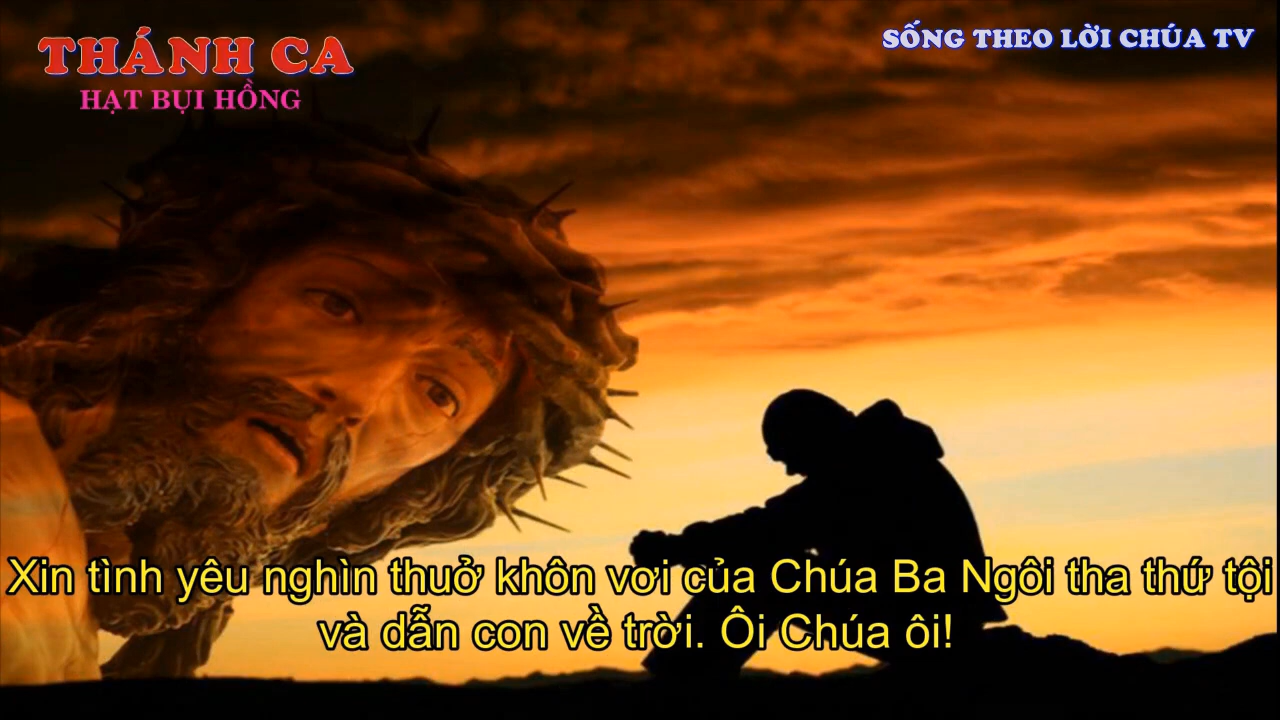 THÁNH CA
HẠT BỤI HỒNG
SỐNG THEO LỜI CHÚA TV
Xin tình yêu nghìn thuở khôn vơi của Chúa Ba Ngôi tha thứ tội
và dẫn con về trời. Ôi Chúa ôi!